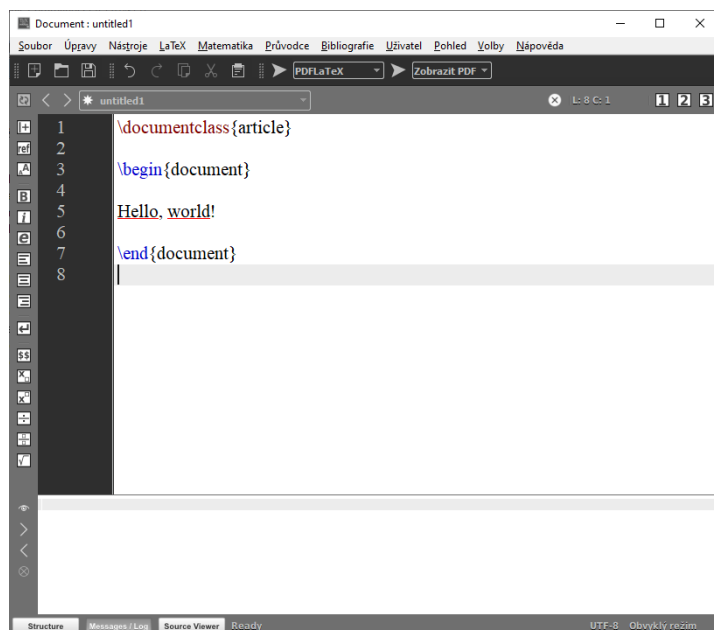 Document : untitled1
Soubor Úpravy Nástroje LaTeX Matematika Průvodce Bibliografie Uživatel Pohled Volby Nápověda
PDFLaTeX Zobrazit PDF
untitled1 L: 8 C: 1 1 2 3
1 \documentclass{article}
ref 2
A 3 \begin{document}
B 4
i 5 Hello, world!
e 6
7 \end{document}
8
$$
Structure Messages / Log Source Viewer Ready UTF-8 Obvyklý režim